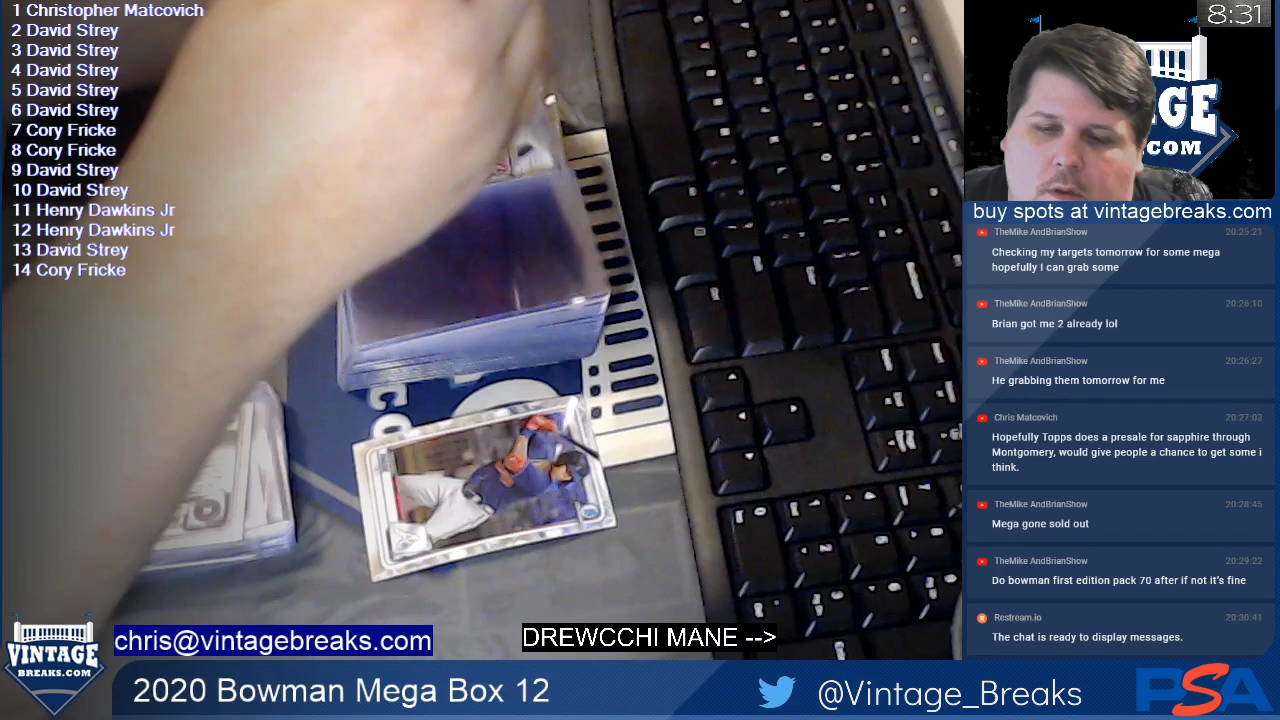 1 Christopher Matcovich
2 David Strey
3 David Strey
4 David Strey
5 David Strey
6 David Strey
7 Cory Fricke
8 Cory Fricke
9 David Strey
10 David Strey
11 Henry Dawkins Jr
12 Henry Dawkins Jr
13 David Strey
14 Cory Fricke
8:31
.COM
buy spots at vintagebreaks.com
TheMike AndBrianShow 20:25:21
Checking my targets tomorrow for some mega
hopefully I can grab some
TheMike AndBrianShow 20:26:10
Brian got me 2 already lol
TheMike AndBrianShow 20:26:27
He grabbing them tomorrow for me
Chris Matcovich 20:27:03
Hopefully Topps does a presale for sapphire through
Montgomery, would give people a chance to get some i
think.
TheMike AndBrianShow 20:28:45
Mega gone sold out
TheMike AndBrianShow 20:29:22
Do bowman first edition pack 70 after if not it's fine
Restream.io 20:30:41
The chat is ready to display messages.
VINTAGE
BREAKS.COM
chris@vintagebreaks.com
DREWCCHI MANE -->
2020 Bowman Mega Box 12
@Vintage_Breaks
PSA